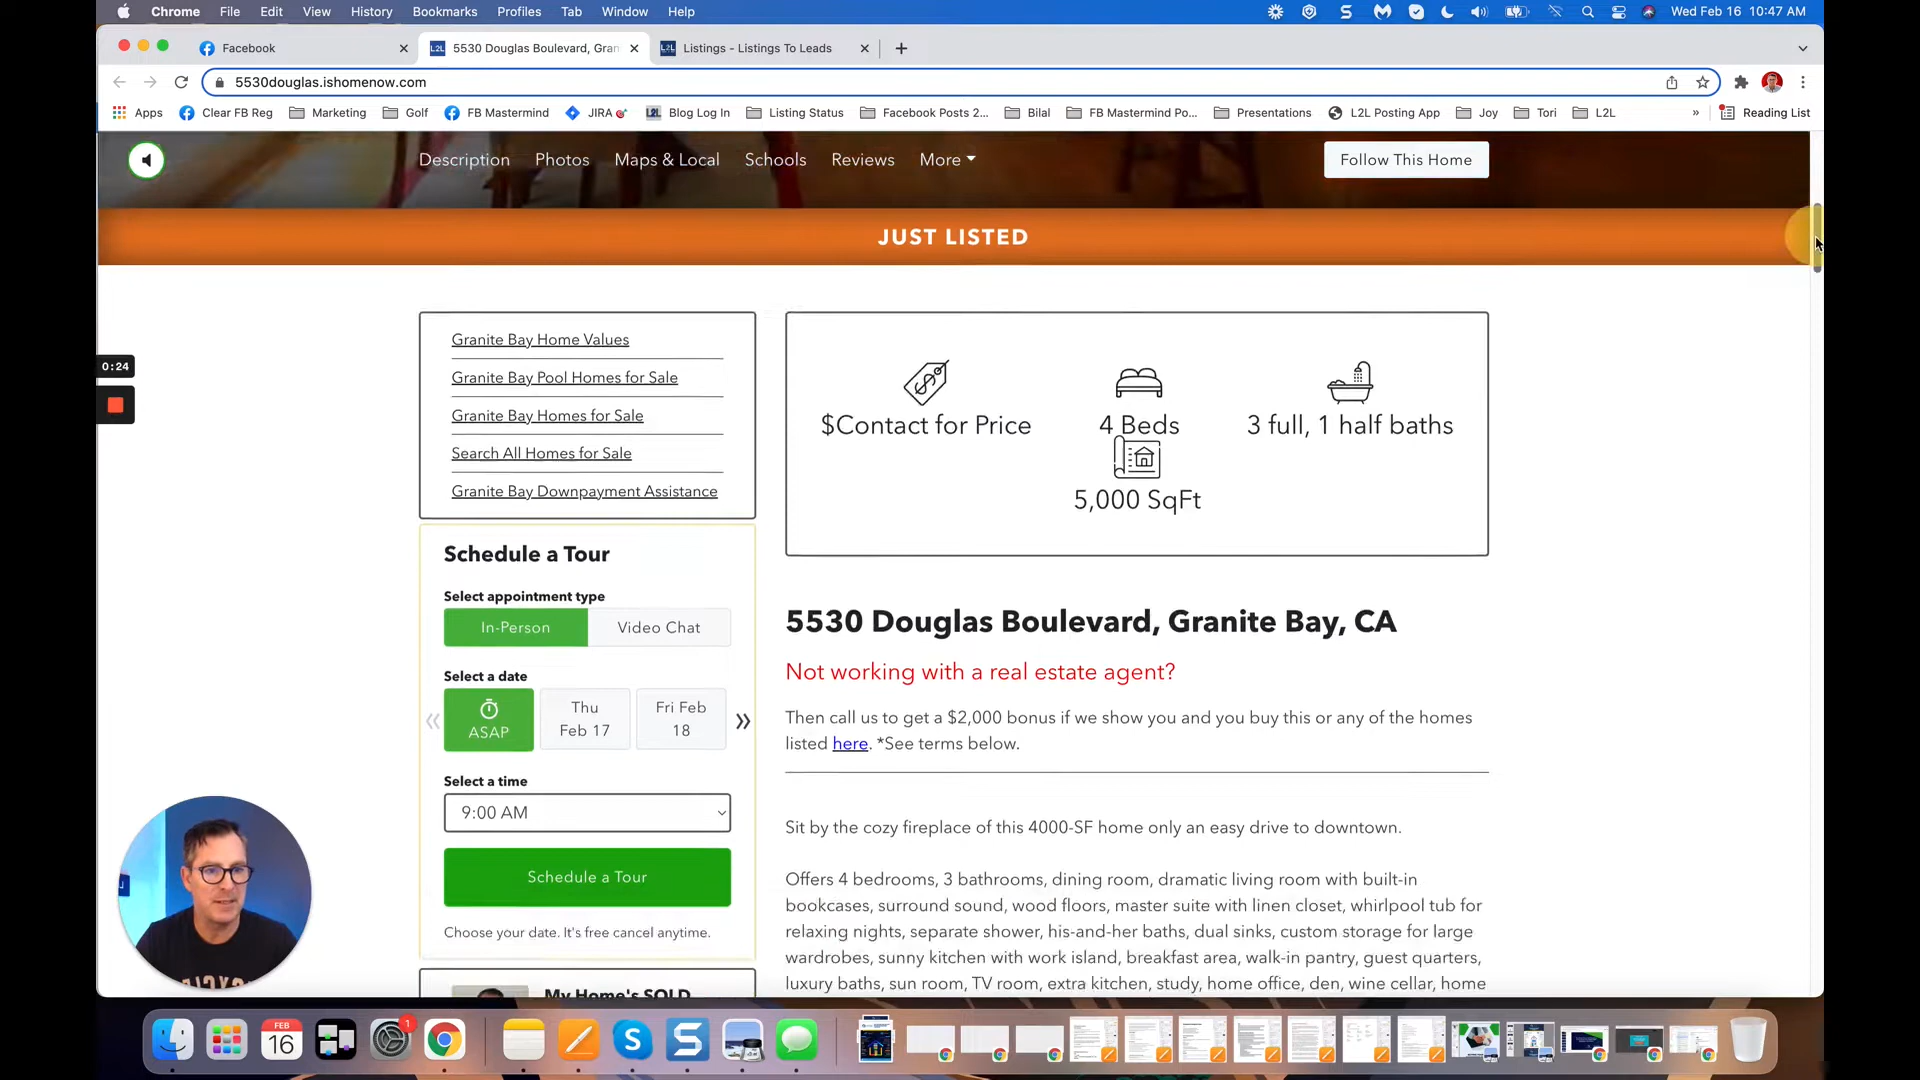 Chrome File Edit View History Bookmarks Profiles Tab Window Help
Wed Feb 16 10:47 AM
Facebook
5530 Douglas Boulevard, Gran
Listings - Listings To Leads
5530douglas.ishomenow.com
Apps Clear FB Reg Marketing Golf FB Mastermind JIRA Blog Log In Listing Status Facebook Posts 2... Bilal FB Mastermind Po... Presentations L2L Posting App Joy Tori L2L » Reading List
Description Photos Maps & Local Schools Reviews More
Follow This Home
JUST LISTED
0:24
Granite Bay Home Values
Granite Bay Pool Homes for Sale
Granite Bay Homes for Sale
Search All Homes for Sale
Granite Bay Downpayment Assistance
$Contact for Price
4 Beds
3 full, 1 half baths
5,000 SqFt
Schedule a Tour
Select appointment type
In-Person
Video Chat
Select a date
ASAP
Thu
Feb 17
Fri Feb
18
Select a time
9:00 AM
Schedule a Tour
Choose your date. It's free cancel anytime.
My Home's SOLD
5530 Douglas Boulevard, Granite Bay, CA
Not working with a real estate agent?
Then call us to get a $2,000 bonus if we show you and you buy this or any of the homes
listed here. *See terms below.
Sit by the cozy fireplace of this 4000-SF home only an easy drive to downtown.
Offers 4 bedrooms, 3 bathrooms, dining room, dramatic living room with built-in
bookcases, surround sound, wood floors, master suite with linen closet, whirlpool tub for
relaxing nights, separate shower, his-and-her baths, dual sinks, custom storage for large
wardrobes, sunny kitchen with work island, breakfast area, walk-in pantry, guest quarters,
luxury baths, sun room, TV room, extra kitchen, study, home office, den, wine cellar, home
FEB
16
1